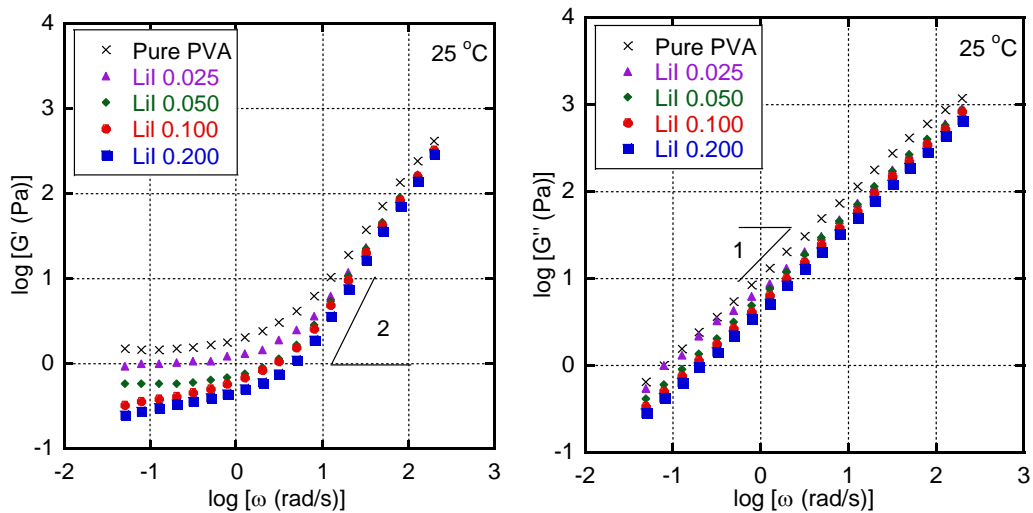 4
3
2
1
0
-1
-2 -1 0 1 2 3
log [G' (Pa)]
log [ω (rad/s)]
Pure PVA
LiI 0.025
LiI 0.050
LiI 0.100
LiI 0.200
25 °C
2
4
3
2
1
0
-1
-2 -1 0 1 2 3
log [G'' (Pa)]
log [ω (rad/s)]
Pure PVA
LiI 0.025
LiI 0.050
LiI 0.100
LiI 0.200
25 °C
1